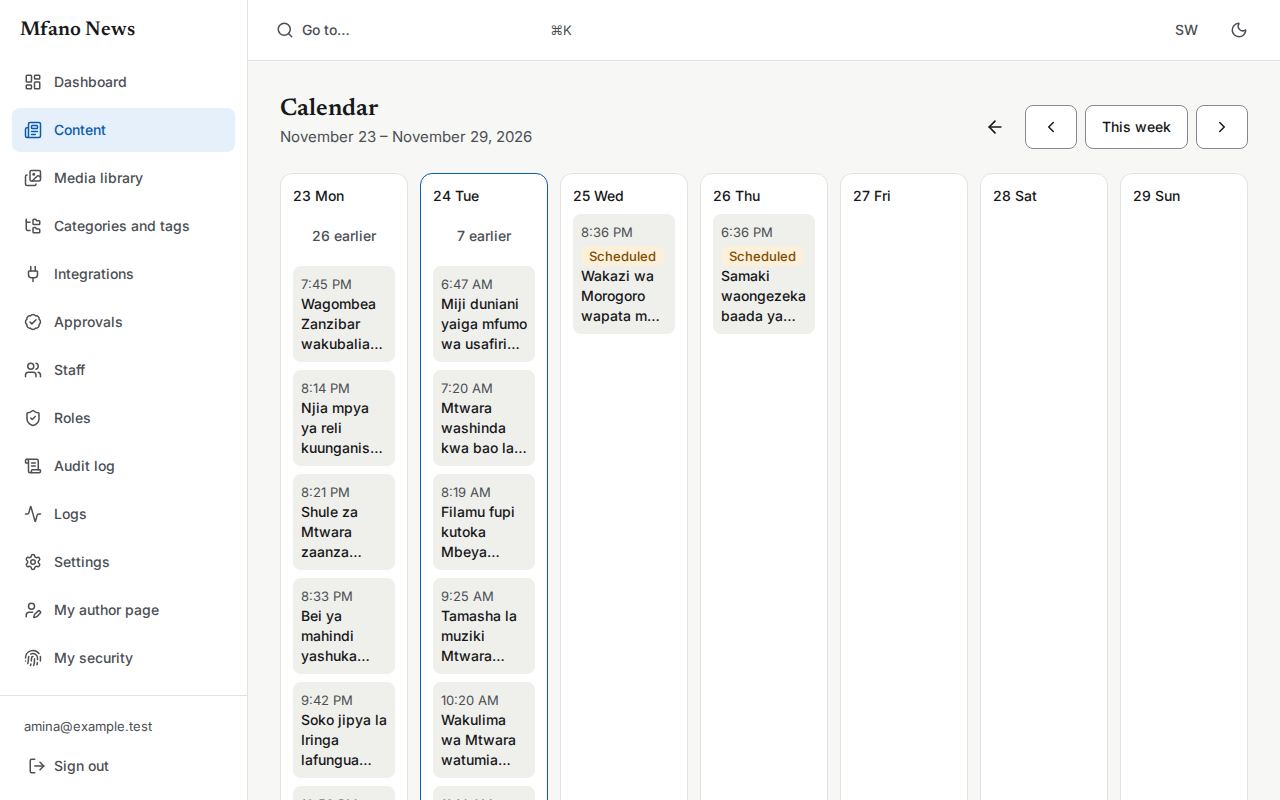 Mfano News
Dashboard
Content
Media library
Categories and tags
Integrations
Approvals
Staff
Roles
Audit log
Logs
Settings
My author page
My security
amina@example.test
Sign out
Go to...
⌘K
SW
Calendar
November 23 – November 29, 2026
This week
23 Mon
26 earlier
7:45 PM
Wagombea
Zanzibar
wakubalia...
8:14 PM
Njia mpya
ya reli
kuunganis...
8:21 PM
Shule za
Mtwara
zaanza...
8:33 PM
Bei ya
mahindi
yashuka...
9:42 PM
Soko jipya la
Iringa
lafungua...
24 Tue
7 earlier
6:47 AM
Miji duniani
yaiga mfumo
wa usafiri...
7:20 AM
Mtwara
washinda
kwa bao la...
8:19 AM
Filamu fupi
kutoka
Mbeya...
9:25 AM
Tamasha la
muziki
Mtwara...
10:20 AM
Wakulima
wa Mtwara
watumia...
25 Wed
8:36 PM
Scheduled
Wakazi wa
Morogoro
wapata m...
26 Thu
6:36 PM
Scheduled
Samaki
waongezeka
baada ya...
27 Fri
28 Sat
29 Sun